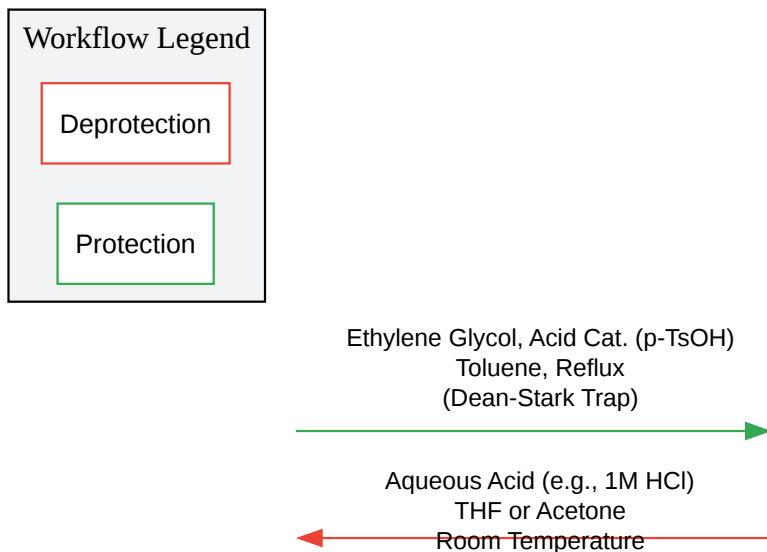 Workflow Legend
Deprotection
Protection
Ethylene Glycol, Acid Cat. (p-TsOH)
Toluene, Reflux
(Dean-Stark Trap)
Aqueous Acid (e.g., 1M HCl)
THF or Acetone
Room Temperature